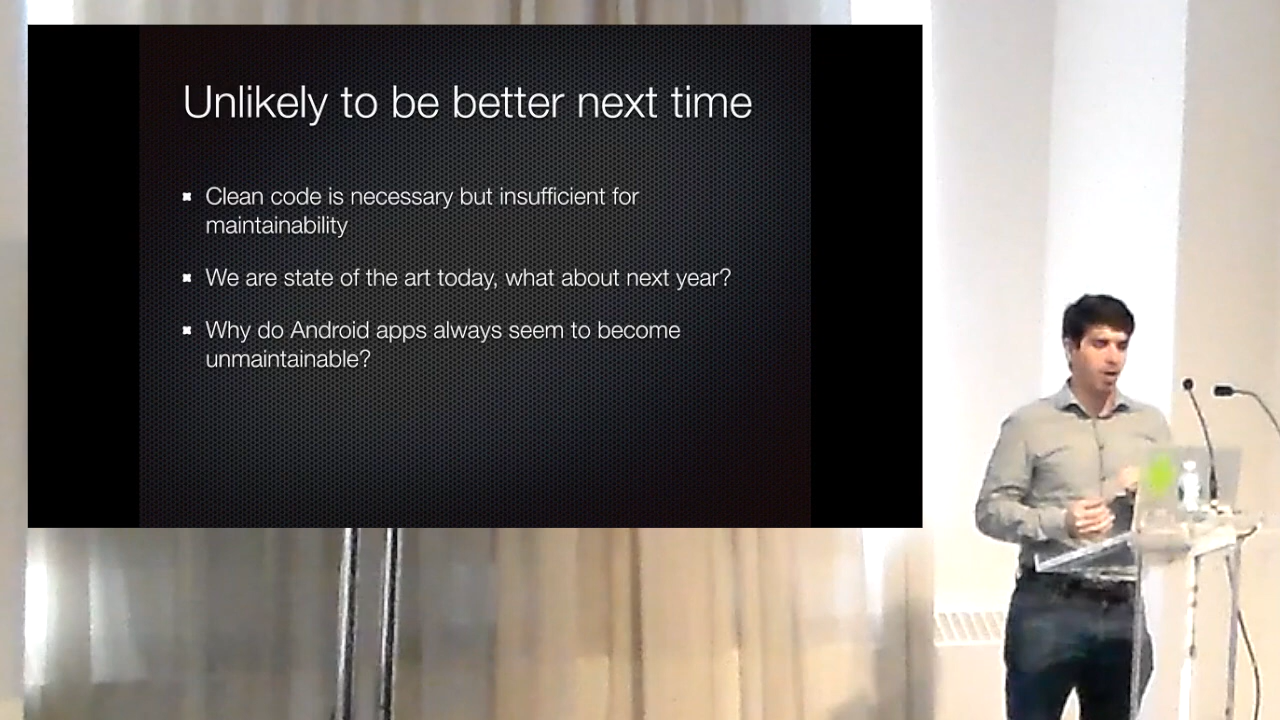 Unlikely to be better next time
Clean code is necessary but insufficient for
maintainability
We are state of the art today, what about next year?
Why do Android apps always seem to become
unmaintainable?